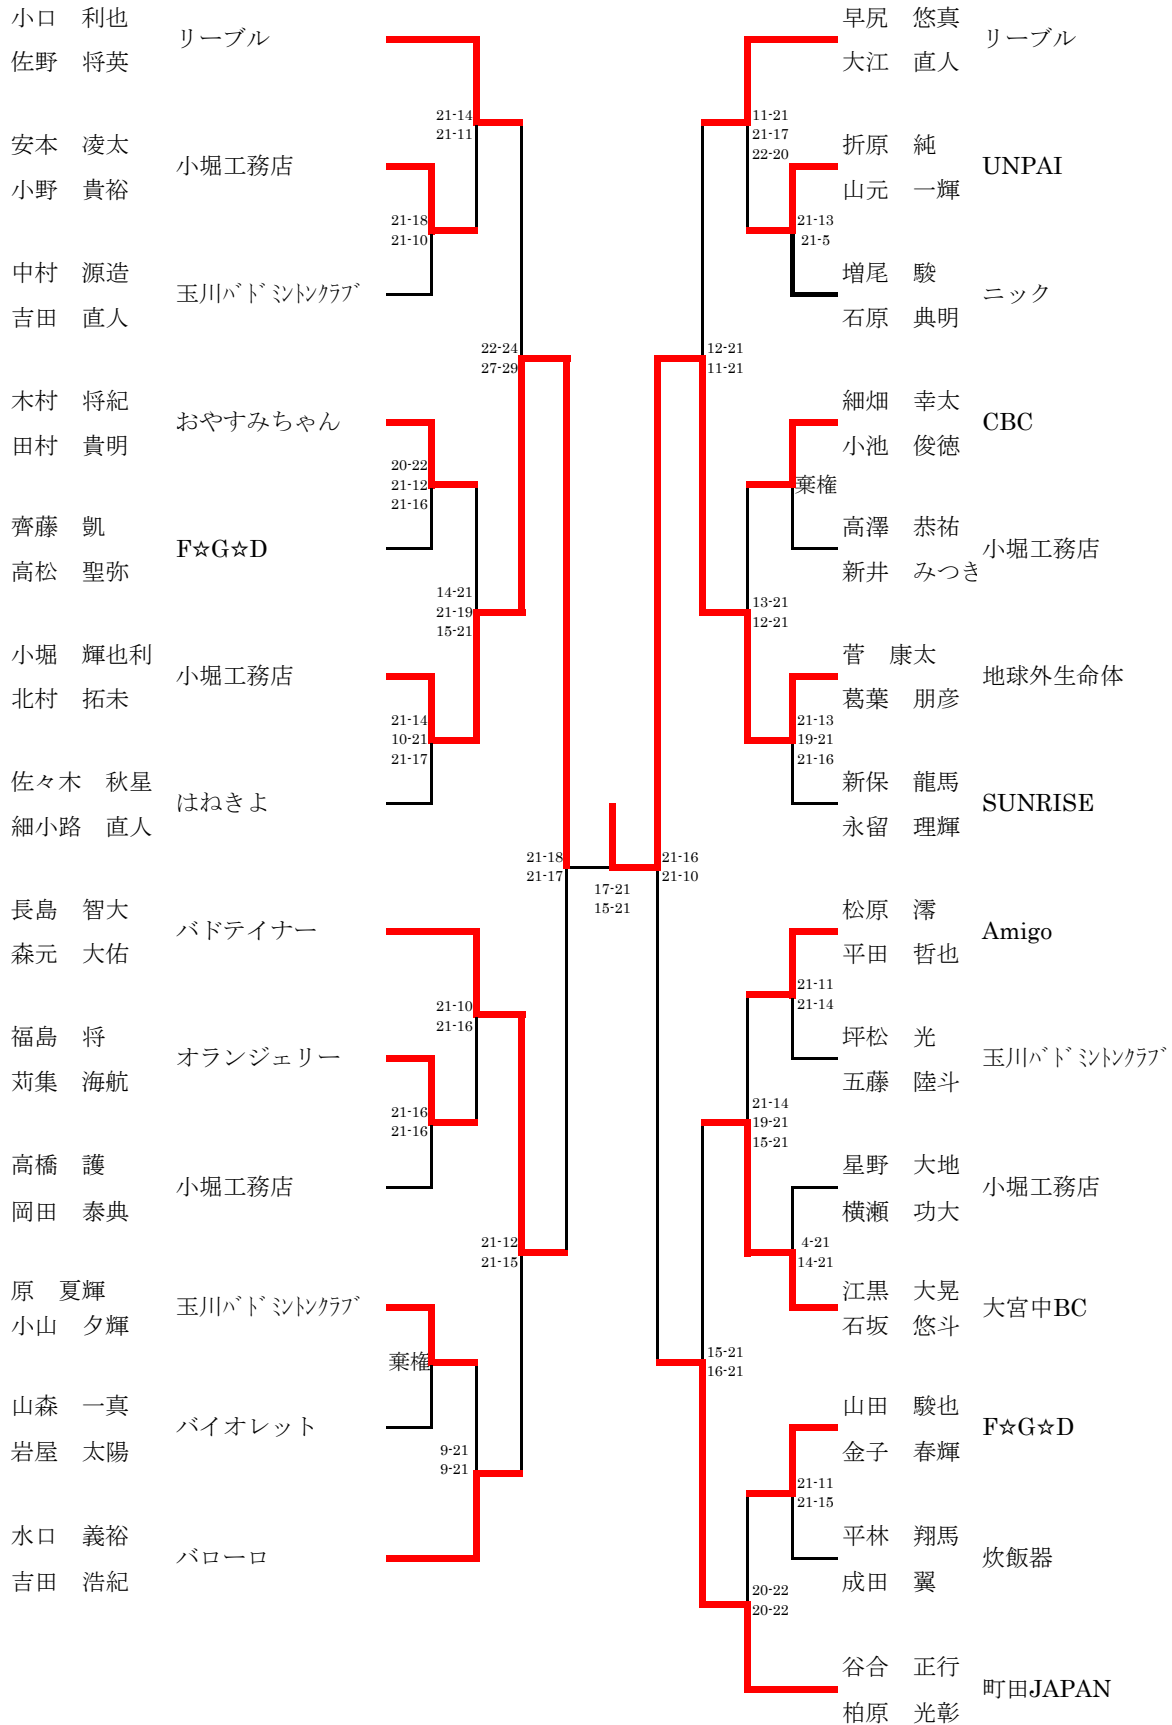 小口　利也
リーブル
佐野　将英
21-14
21-11
安本　凌太
小堀工務店
小野　貴裕
21-18
21-10
中村　源造
玉川ﾊﾞﾄﾞﾐﾝﾄﾝｸﾗﾌﾞ
吉田　直人
22-24
27-29
木村　将紀
おやすみちゃん
田村　貴明
20-22
21-12
21-16
齊藤　凱
F☆G☆D
高松　聖弥
14-21
21-19
15-21
小堀　輝也利
小堀工務店
北村　拓未
21-14
10-21
21-17
佐々木　秋星
はねきよ
細小路　直人
21-18
21-17
17-21
15-21
長島　智大
バドテイナー
森元　大佑
21-10
21-16
福島　将
オランジェリー
苅集　海航
21-16
21-16
高橋　護
小堀工務店
岡田　泰典
21-12
21-15
原　夏輝
玉川ﾊﾞﾄﾞﾐﾝﾄﾝｸﾗﾌﾞ
小山　夕輝
棄権
山森　一真
バイオレット
岩屋　太陽
9-21
9-21
水口　義裕
バローロ
吉田　浩紀
早尻　悠真
リーブル
大江　直人
11-21
21-17
22-20
折原　純
UNPAI
山元　一輝
21-13
21-5
増尾　駿
ニック
石原　典明
12-21
11-21
細畑　幸太
CBC
小池　俊徳
棄権
高澤　恭祐
小堀工務店
新井　みつき
13-21
12-21
菅　康太
地球外生命体
葛葉　朋彦
21-13
19-21
21-16
新保　龍馬
SUNRISE
永留　理輝
21-16
21-10
松原　澪
Amigo
平田　哲也
21-11
21-14
坪松　光
玉川ﾊﾞﾄﾞﾐﾝﾄﾝｸﾗﾌﾞ
五藤　陸斗
21-14
19-21
15-21
星野　大地
小堀工務店
横瀬　功大
4-21
14-21
江黒　大晃
大宮中BC
石坂　悠斗
15-21
16-21
山田　駿也
F☆G☆D
金子　春輝
21-11
21-15
平林　翔馬
炊飯器
成田　翼
20-22
20-22
谷合　正行
町田JAPAN
柏原　光彰